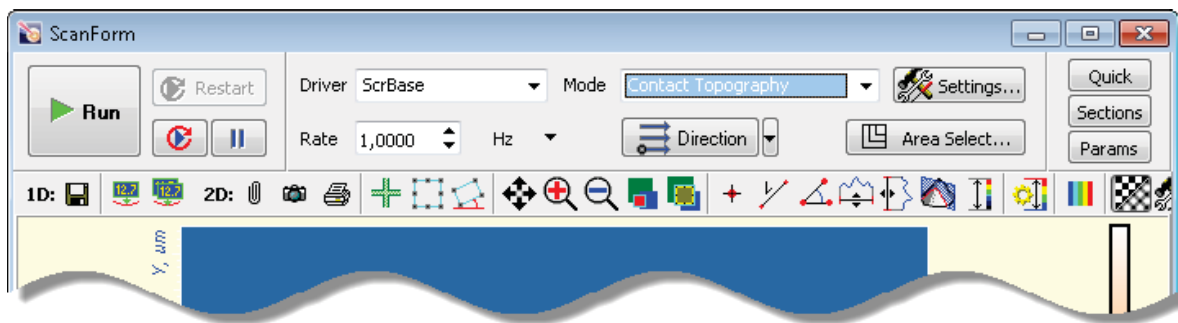 ScanForm
Run
Restart
Driver ScrBase Mode Contact Topography Settings...
Rate 1,0000 Hz Direction Area Select...
Quick
Sections
Params
1D: 12.7 12.7 2D:
Y, um